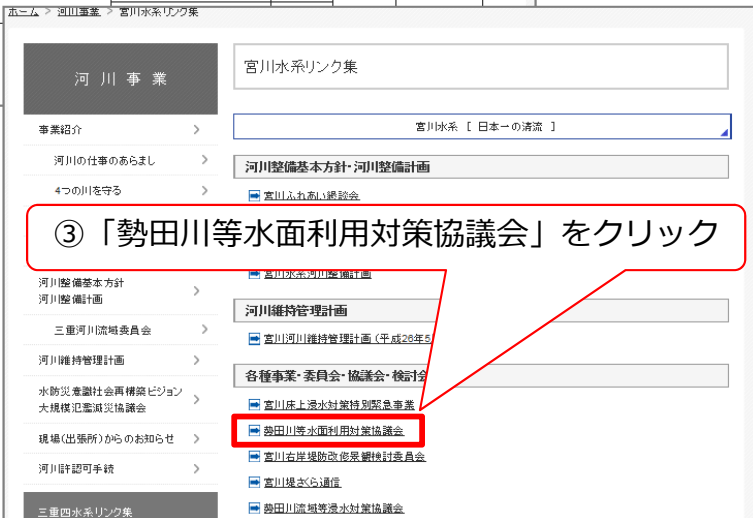 ホーム > 河川事業 > 宮川水系リンク集
河川事業
事業紹介
河川の仕事のあらまし
4つの川を守る
河川整備基本方針
河川整備計画
三重河川流域委員会
河川維持管理計画
水防災意識社会再構築ビジョン
大規模氾濫減災協議会
現場(出張所)からのお知らせ
河川許認可手続
三重四水系リンク集
宮川水系リンク集
宮川水系 [ 日本一の清流 ]
河川整備基本方針・河川整備計画
宮川ふれあい懇談会
③「勢田川等水面利用対策協議会」をクリック
宮川水系河川整備計画
河川維持管理計画
宮川河川維持管理計画(平成26年5
各種事業・委員会・協議会・検討会
宮川床上浸水対策特別緊急事業
勢田川等水面利用対策協議会
宮川右岸堤防改修景観検討委員会
宮川堤さくら通信
勢田川流域等浸水対策協議会